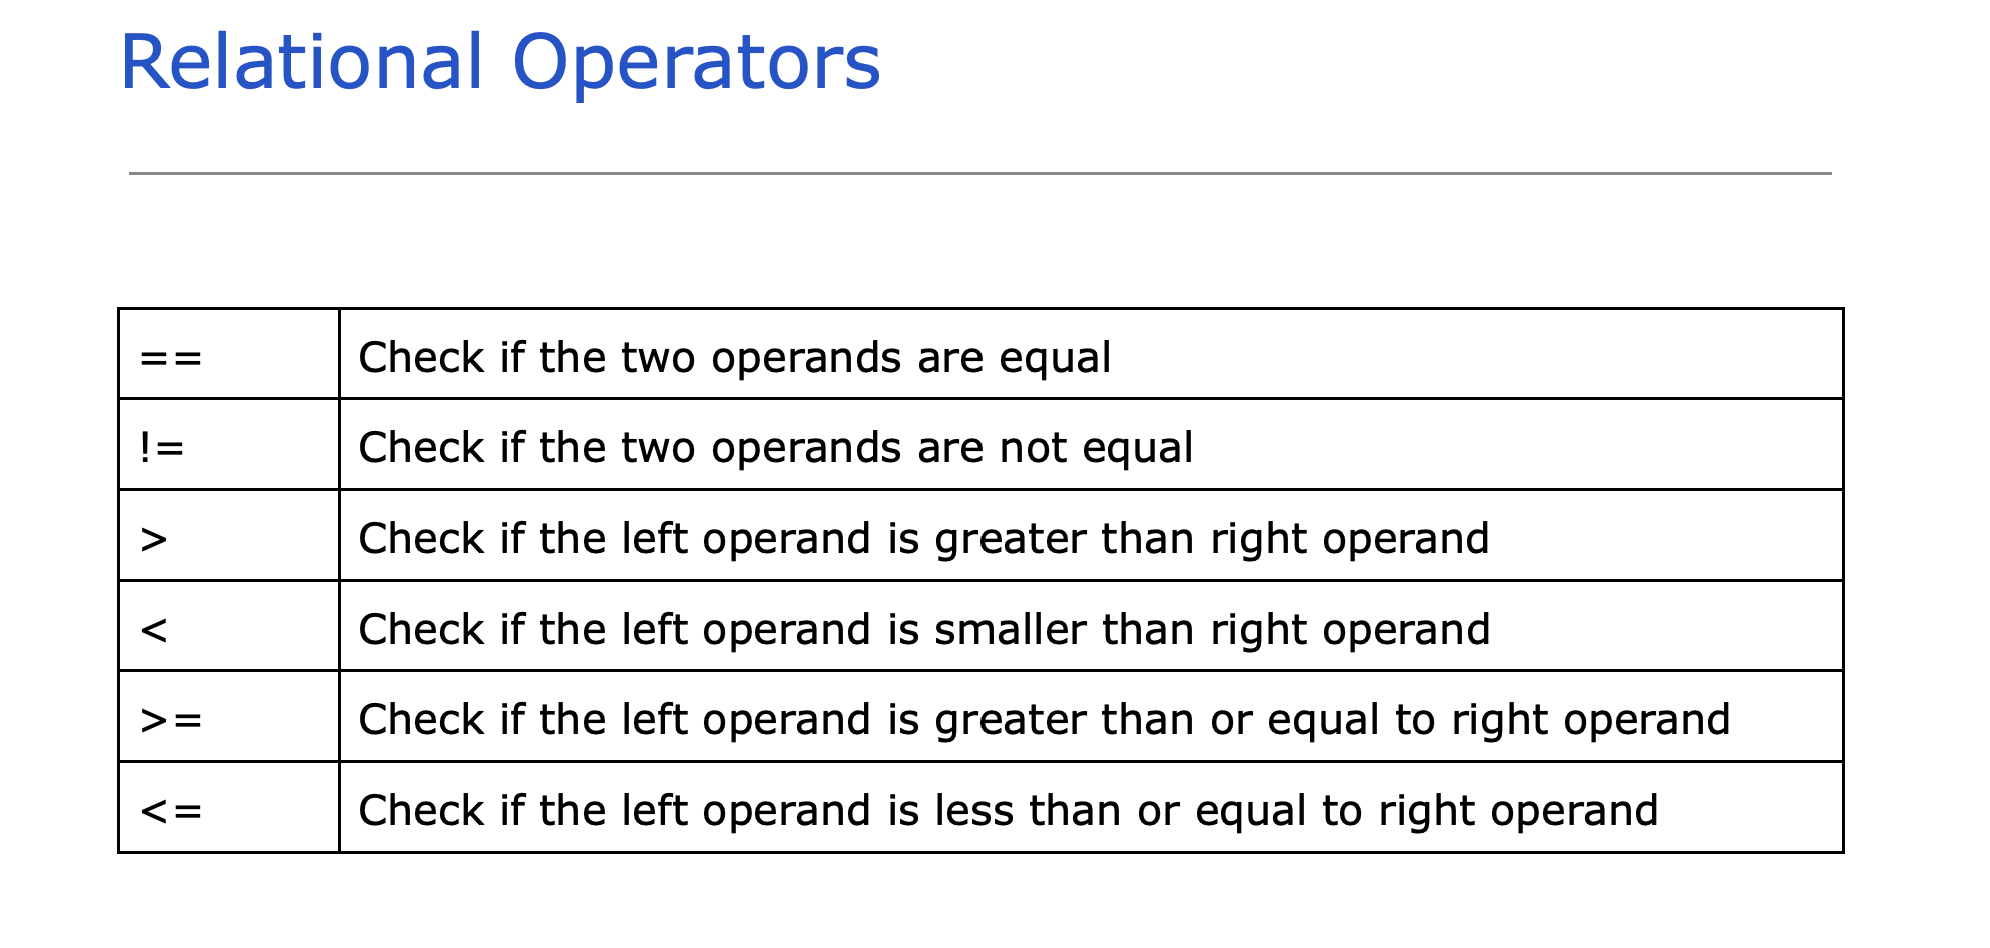 Relational Operators
== Check if the two operands are equal
!= Check if the two operands are not equal
> Check if the left operand is greater than right operand
< Check if the left operand is smaller than right operand
>= Check if the left operand is greater than or equal to right operand
<= Check if the left operand is less than or equal to right operand